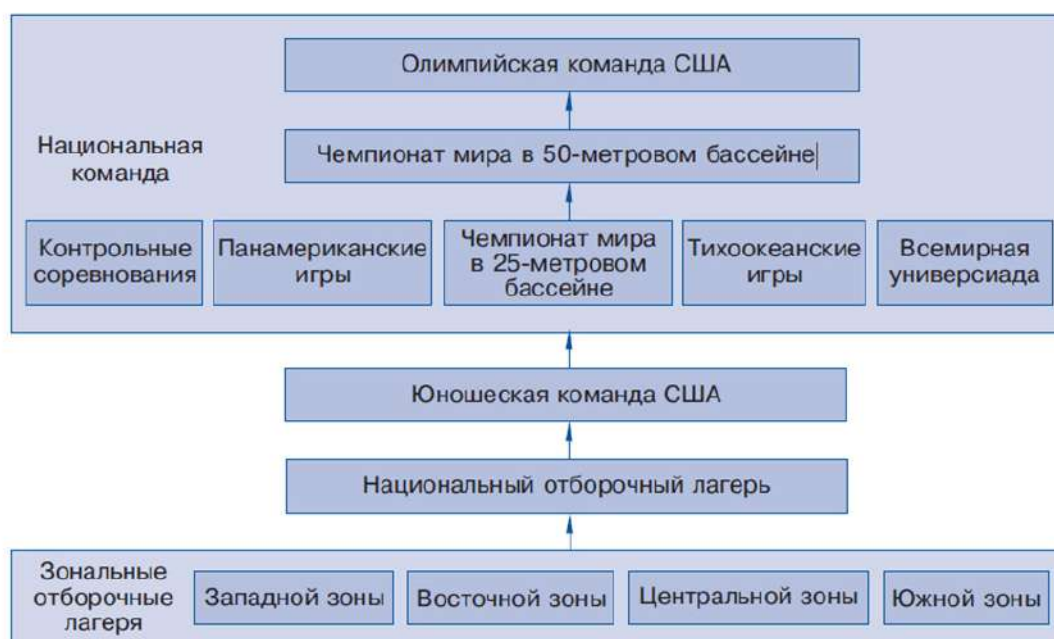 Олимпийская команда США
Национальная
команда
Чемпионат мира в 50-метровом бассейне
Контрольные
соревнования
Панамериканские
игры
Чемпионат мира
в 25-метровом
бассейне
Тихоокеанские
игры
Всемирная
универсиада
Юношеская команда США
Национальный отборочный лагерь
Зональные
отборочные
лагеря
Западной зоны
Восточной зоны
Центральной зоны
Южной зоны